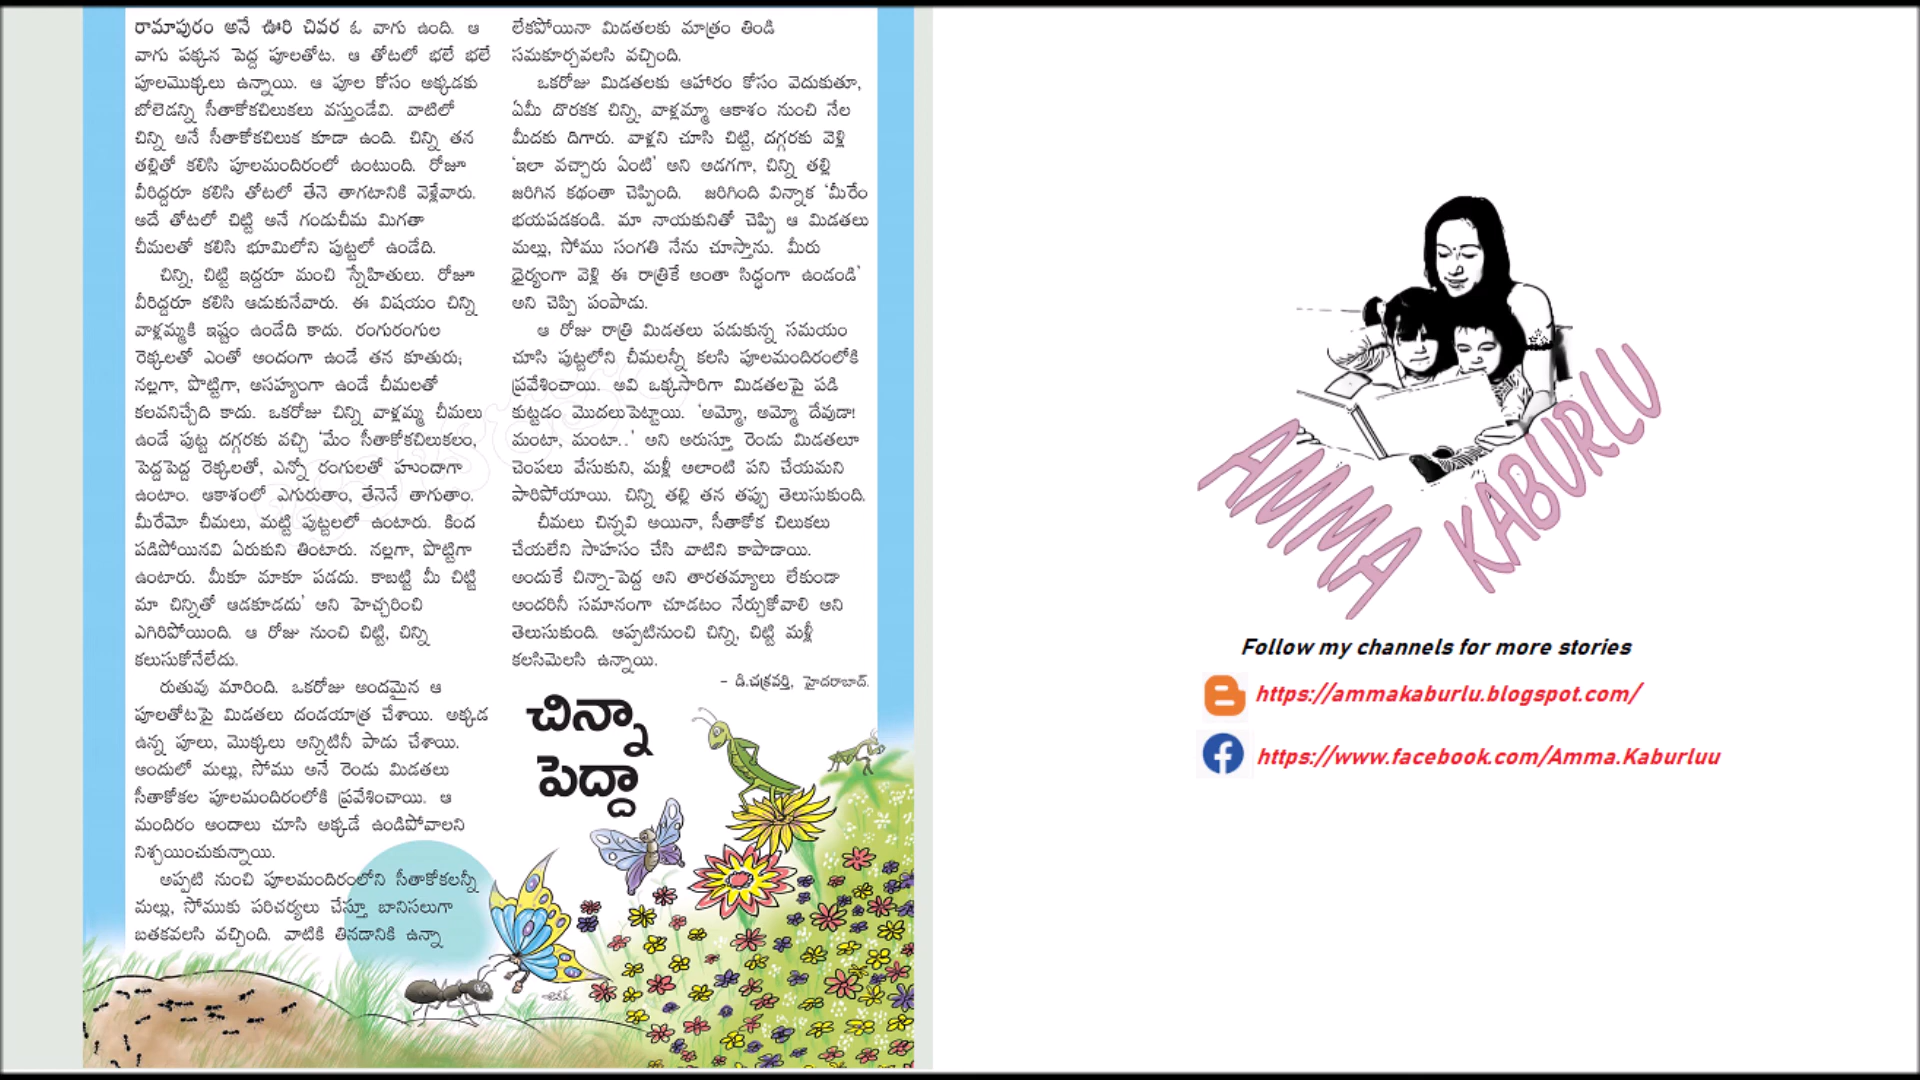 రామాపురం అనే ఊరి చివర ఓ వాగు ఉంది. ఆ
వాగు పక్కన పెద్ద పూలతోట. ఆ తోటలో భలే భలే
పూలమొక్కలు ఉన్నాయి. ఆ పూల కోసం అక్కడకు
బోలెడన్ని సీతాకోకచిలుకలు వస్తుండేవి. వాటిలో
చిన్ని అనే సీతాకోకచిలుక కూడా ఉంది. చిన్ని తన
తల్లితో కలిసి పూలమందిరంలో ఉంటుంది. రోజూ
వీరిద్దరూ కలిసి తోటలో తేనె తాగటానికి వెళ్లేవారు.
అదే తోటలో చిట్టి అనే గండుచీమ మిగతా
చీమలతో కలిసి భూమిలోని పుట్టలో ఉండేది.
చిన్ని, చిట్టి ఇద్దరూ మంచి స్నేహితులు. రోజూ
వీరిద్దరూ కలిసి ఆడుకునేవారు. ఈ విషయం చిన్ని
వాళ్లమ్మకి ఇష్టం ఉండేది కాదు. రంగురంగుల
రెక్కలతో ఎంతో అందంగా ఉండే తన కూతురు;
నల్లగా, పొట్టిగా, అసహ్యంగా ఉండే చీమలతో
కలవనిచ్చేది కాదు. ఒకరోజు చిన్ని వాళ్లమ్మ చీమలు
ఉండే పుట్ట దగ్గరకు వచ్చి 'మేం సీతాకోకచిలుకలం,
పెద్దపెద్ద రెక్కలతో, ఎన్నో రంగులతో హుందాగా
ఉంటాం. ఆకాశంలో ఎగురుతాం, తేనెనే తాగుతాం.
మీరేమో చీమలు, మట్టి పుట్టలలో ఉంటారు. కింద
పడిపోయినవి ఏరుకుని తింటారు. నల్లగా, పొట్టిగా
ఉంటారు. మీకూ మాకూ పడదు. కాబట్టి మీ చిట్టి
మా చిన్నితో ఆడకూడదు' అని హెచ్చరించి
ఎగిరిపోయింది. ఆ రోజు నుంచి చిట్టి, చిన్ని
కలుసుకోనేలేదు.
రుతువు మారింది. ఒకరోజు అందమైన ఆ
పూలతోటపై మిడతలు దండయాత్ర చేశాయి. అక్కడ
ఉన్న పూలు, మొక్కలు అన్నిటినీ పాడు చేశాయి.
అందులో మల్లు, సోము అనే రెండు మిడతలు
సీతాకోకల పూలమందిరంలోకి ప్రవేశించాయి. ఆ
మందిరం అందాలు చూసి అక్కడే ఉండిపోవాలని
నిశ్చయించుకున్నాయి.
అప్పటి నుంచి పూలమందిరంలోని సీతాకోకలన్నీ
మల్లు, సోముకు పరిచర్యలు చేస్తూ బానిసలుగా
బతకవలసి వచ్చింది. వాటికి తినడానికి ఉన్నా
లేకపోయినా మిడతలకు మాత్రం తిండి
సమకూర్చవలసి వచ్చింది.
ఒకరోజు మిడతలకు ఆహారం కోసం వెదుకుతూ,
ఏమీ దొరకక చిన్ని, వాళ్లమ్మా ఆకాశం నుంచి నేల
మీదకు దిగారు. వాళ్లని చూసి చిట్టి, దగ్గరకు వెళ్లి
'ఇలా వచ్చారు ఏంటి' అని అడగగా, చిన్ని తల్లి
జరిగిన కథంతా చెప్పింది. జరిగింది విన్నాక 'మీరేం
భయపడకండి. మా నాయకునితో చెప్పి ఆ మిడతలు
మల్లు, సోము సంగతి నేను చూస్తాను. మీరు
ధైర్యంగా వెళ్లి ఈ రాత్రికే అంతా సిద్ధంగా ఉండండి'
అని చెప్పి పంపాడు.
ఆ రోజు రాత్రి మిడతలు పడుకున్న సమయం
చూసి పుట్టలోని చీమలన్నీ కలసి పూలమందిరంలోకి
ప్రవేశించాయి. అవి ఒక్కసారిగా మిడతలపై పడి
కుట్టడం మొదలుపెట్టాయి. 'అమ్మో, అమ్మో దేవుడా!
మంటా, మంటా..' అని అరుస్తూ రెండు మిడతలూ
చెంపలు వేసుకుని, మళ్లీ అలాంటి పని చేయమని
పారిపోయాయి. చిన్ని తల్లి తన తప్పు తెలుసుకుంది.
చీమలు చిన్నవి అయినా, సీతాకోక చిలుకలు
చేయలేని సాహసం చేసి వాటిని కాపాడాయి.
అందుకే చిన్నా-పెద్ద అని తారతమ్యాలు లేకుండా
అందరినీ సమానంగా చూడటం నేర్చుకోవాలి అని
తెలుసుకుంది. అప్పటినుంచి చిన్ని, చిట్టి మళ్లీ
కలసిమెలసి ఉన్నాయి.
- డి.చక్రవర్తి, హైదరాబాద్.
చిన్నా
పెద్దా
AMMA KABURLU
Follow my channels for more stories
https://ammakaburlu.blogspot.com/
https://www.facebook.com/Amma.Kaburluu